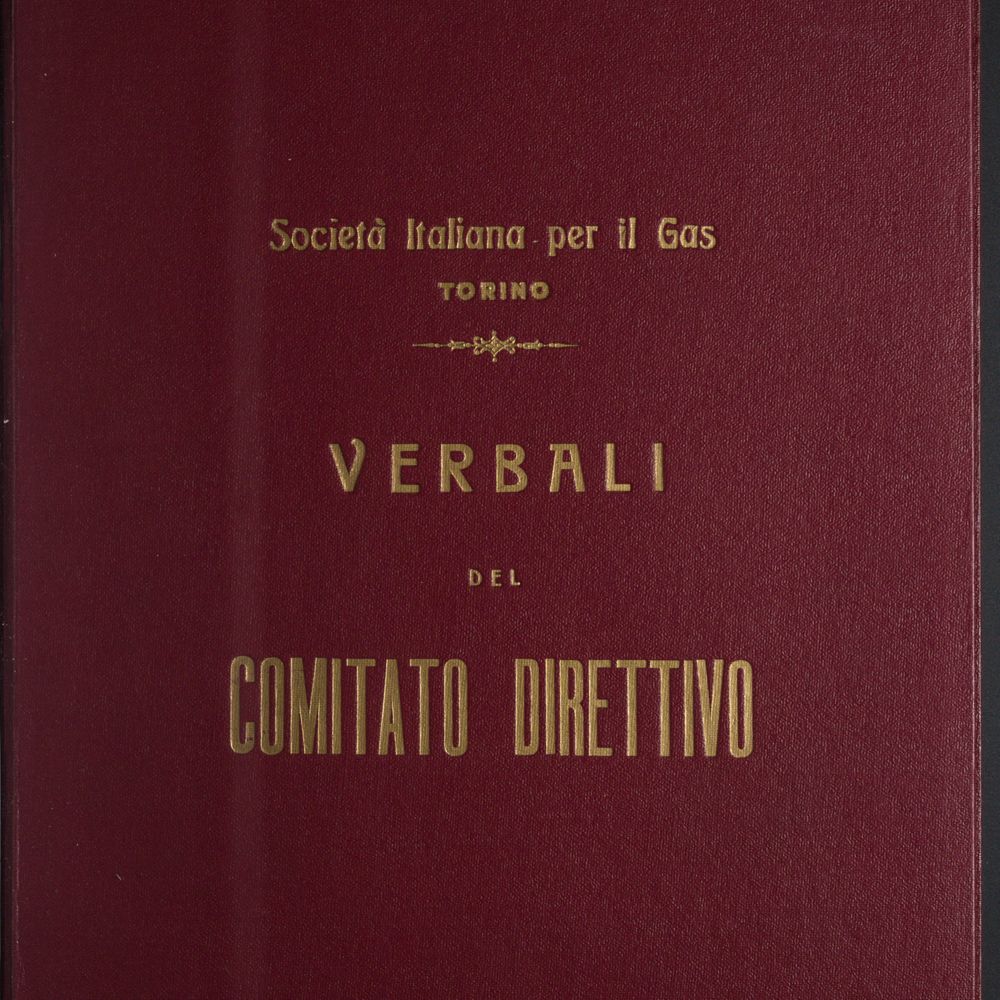 Società Italiana per il Gas
TORINO
VERBALI
DEL
COMITATO DIRETTIVO